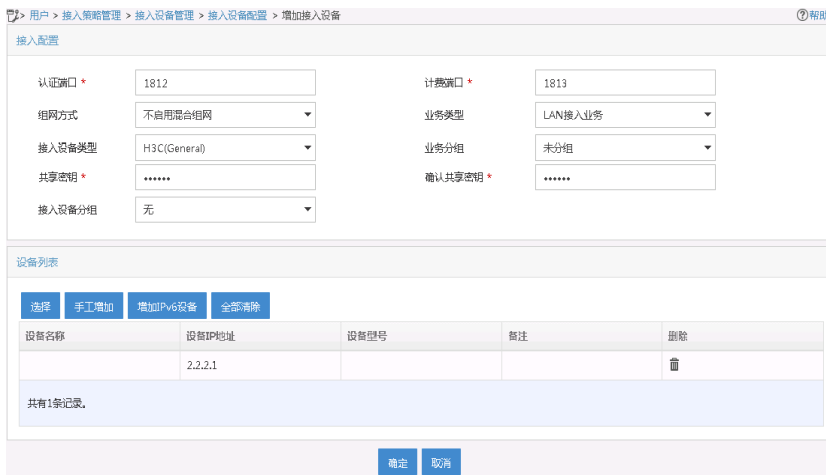 > 用户 > 接入策略管理 > 接入设备管理 > 接入设备配置 > 增加接入设备 ?帮助
接入配置
认证端口 * 1812 计费端口 * 1813
组网方式 不启用混合组网 业务类型 LAN接入业务
接入设备类型 H3C(General) 业务分组 未分组
共享密钥 * •••••• 确认共享密钥 * ••••••
接入设备分组 无
设备列表
选择 手工增加 增加IPv6设备 全部清除
设备名称 设备IP地址 设备型号 备注 删除
2.2.2.1
共有1条记录。
确定 取消